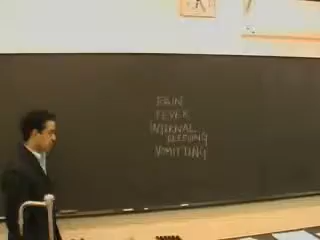 PAIN
FEVER
INTERNAL
BLEEDING
VOMITTING